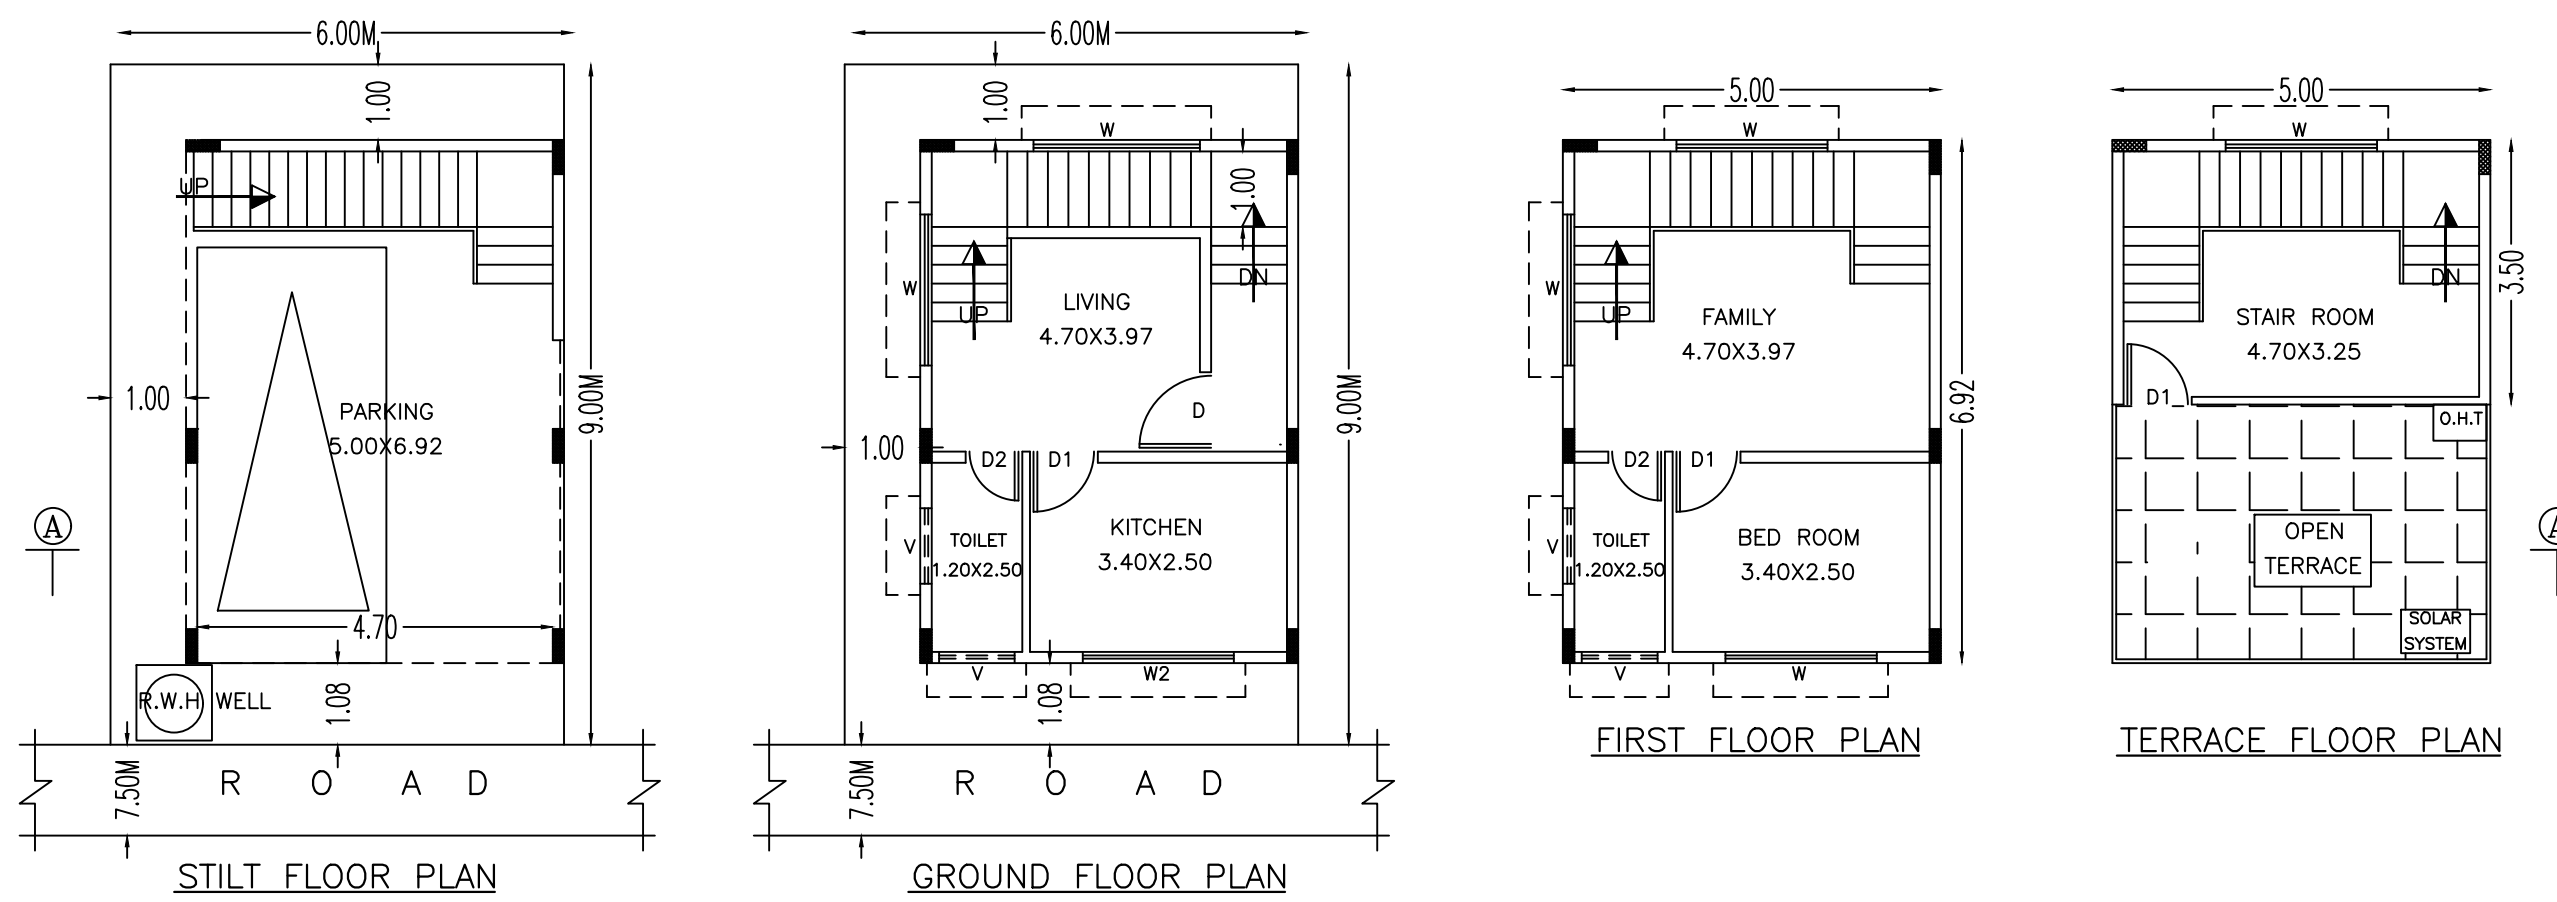 6.00M
1.00
UP
1.00
9.00M
PARKING
5.00X6.92
A
4.70
R.W.H WELL
1.08
7.50M
R O A D
STILT FLOOR PLAN
6.00M
1.00
W
1.00
W
UP
DN
LIVING
4.70X3.97
9.00M
D
1.00
D2
D1
V
TOILET
1.20X2.50
KITCHEN
3.40X2.50
V
W2
1.08
7.50M
R O A D
GROUND FLOOR PLAN
5.00
W
W
UP
FAMILY
4.70X3.97
6.92
D2
D1
V
TOILET
1.20X2.50
BED ROOM
3.40X2.50
V
W
FIRST FLOOR PLAN
5.00
W
DN
3.50
STAIR ROOM
4.70X3.25
D1
O.H.T
OPEN
TERRACE
A
SOLAR
SYSTEM
TERRACE FLOOR PLAN